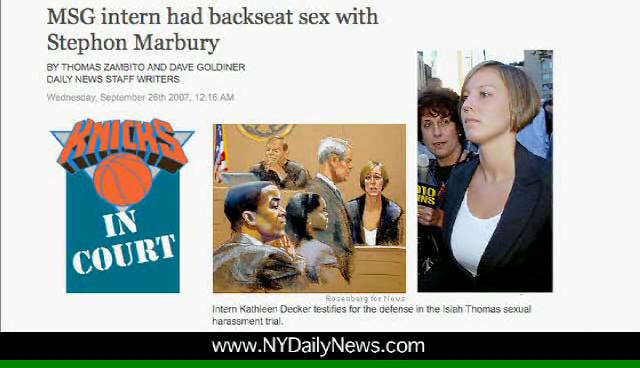 MSG intern had backseat sex with
Stephon Marbury
BY THOMAS ZAMBITO AND DAVE GOLDINER
DAILY NEWS STAFF WRITERS
Wednesday, September 26th 2007, 12:16 AM
KNICKS
IN
COURT
Rosenberg for News
Intern Kathleen Decker testifies for the defense in the Isiah Thomas sexual
harassment trial.
www.NYDailyNews.com